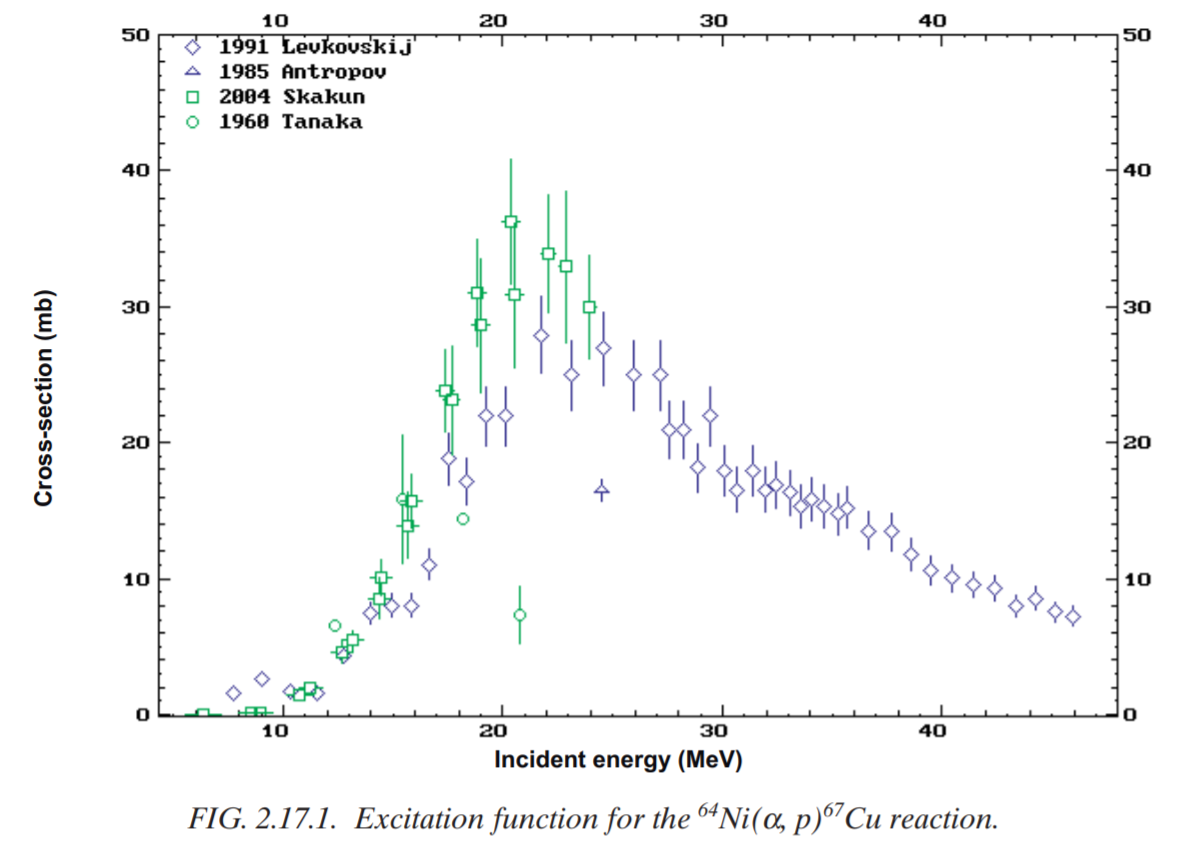 10 20 30 40
50 50
1991 Levkovskij
1985 Antropov
2004 Skakun
1960 Tanaka
40 40
30 30
20 20
10 10
0 0
10 20 30 40
Cross-section (mb)
Incident energy (MeV)
FIG. 2.17.1. Excitation function for the ⁶⁴Ni(α, p)⁶⁷Cu reaction.